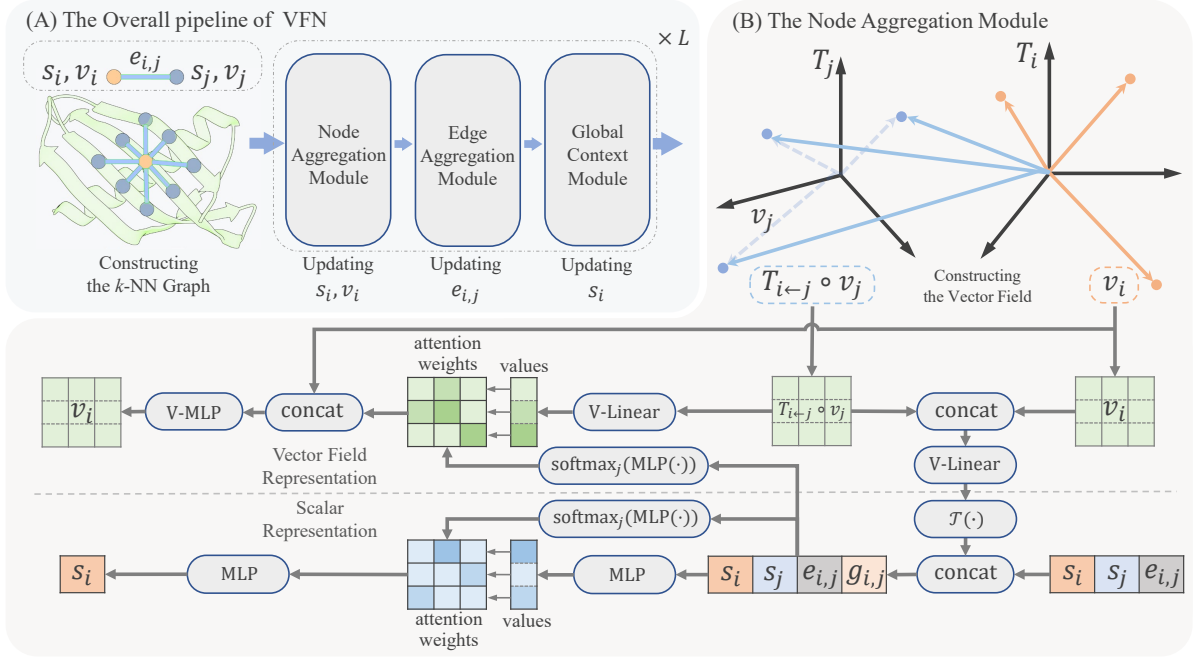 (A) The Overall pipeline of VFN
× L
s_i, v_i e_{i,j} s_j, v_j
Node
Aggregation
Module
Edge
Aggregation
Module
Global
Context
Module
Constructing
the k-NN Graph
Updating
s_i, v_i
Updating
e_{i,j}
Updating
s_i
(B) The Node Aggregation Module
T_j
T_i
v_j
T_{i←j} ∘ v_j
Constructing
the Vector Field
v_i
attention
weights
values
v_i
V-MLP
concat
V-Linear
T_{i←j} ∘ v_j
concat
v_i
Vector Field
Representation
softmax_j(MLP(·))
V-Linear
Scalar
Representation
softmax_j(MLP(·))
𝒯(·)
s_i
MLP
MLP
s_i s_j e_{i,j} g_{i,j}
concat
s_i s_j e_{i,j}
attention
weights
values